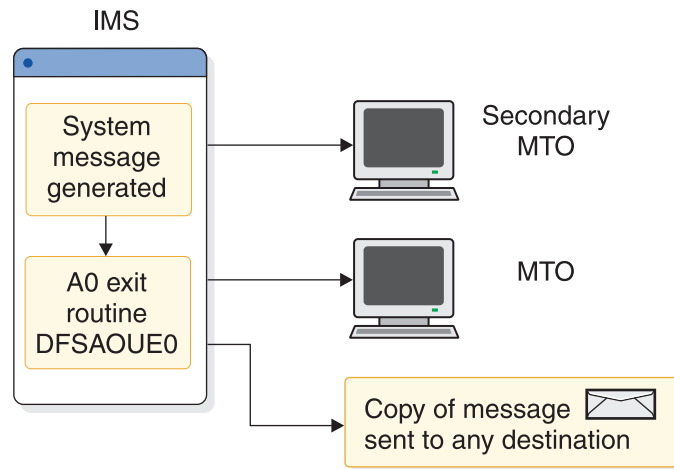 IMS
System
message
generated
A0 exit
routine
DFSAOUE0
Secondary
MTO
MTO
Copy of message
sent to any destination